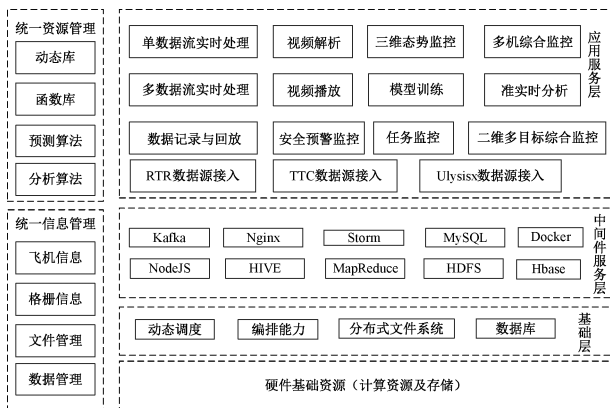 统一资源管理
动态库
函数库
预测算法
分析算法
统一信息管理
飞机信息
格栅信息
文件管理
数据管理
单数据流实时处理 视频解析 三维态势监控 多机综合监控
多数据流实时处理 视频播放 模型训练 准实时分析
数据记录与回放 安全预警监控 任务监控 二维多目标综合监控
RTR数据源接入 TTC数据源接入 Ulysisx数据源接入
应用服务层
Kafka Nginx Storm MySQL Docker
NodeJS HIVE MapReduce HDFS Hbase
中间件服务层
动态调度 编排能力 分布式文件系统 数据库
基础层
硬件基础资源（计算资源及存储）